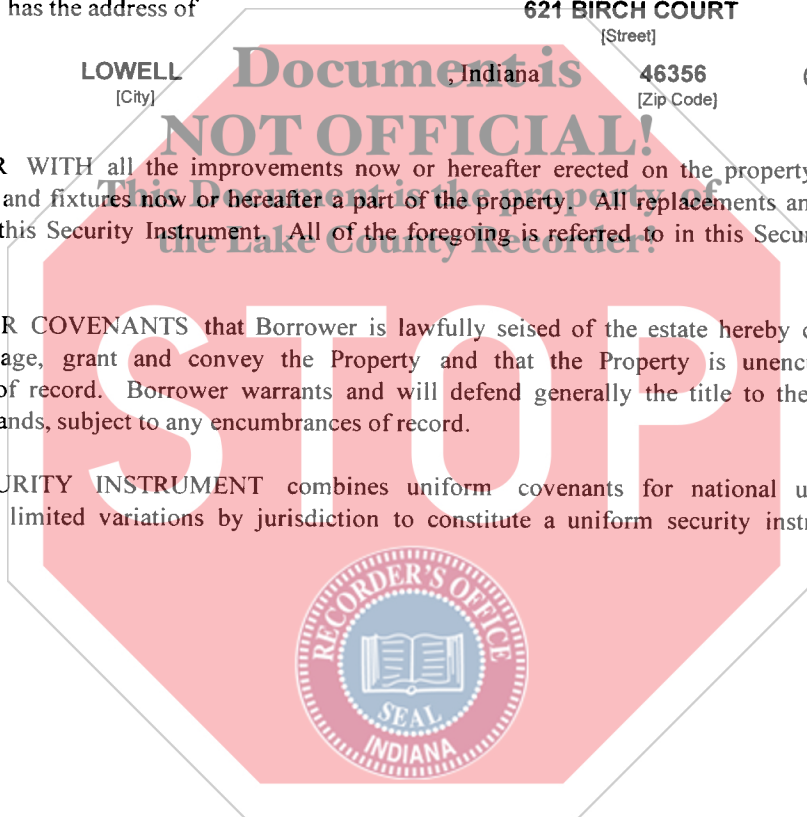 has the address of 621 BIRCH COURT
[Street]
LOWELL , Indiana 46356
[City] [Zip Code]
Document is
NOT OFFICIAL!
This Document is the property of
the Lake County Recorder!
R WITH all the improvements now or hereafter erected on the property
and fixtures now or hereafter a part of the property. All replacements an
this Security Instrument. All of the foregoing is referred to in this Secur
R COVENANTS that Borrower is lawfully seised of the estate hereby c
age, grant and convey the Property and that the Property is unenc
of record. Borrower warrants and will defend generally the title to the
ands, subject to any encumbrances of record.
URITY INSTRUMENT combines uniform covenants for national u
limited variations by jurisdiction to constitute a uniform security instr
STOP
RECORDER'S OFFICE
SEAL
INDIANA